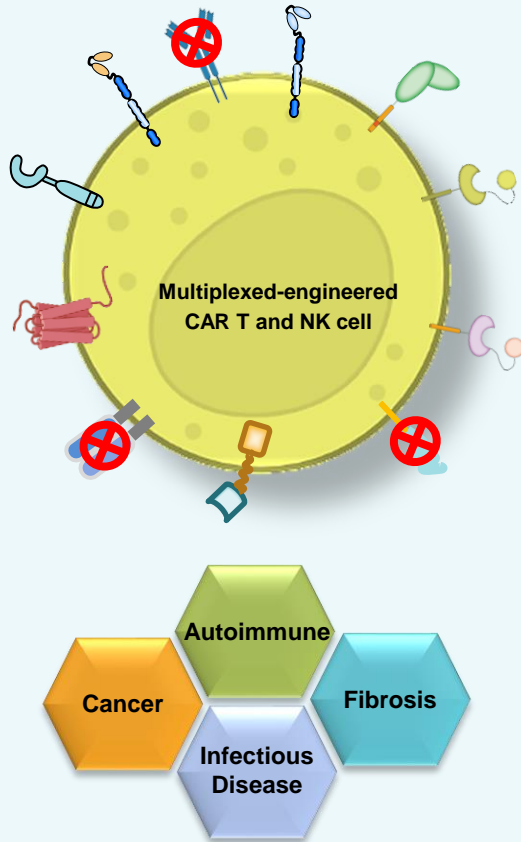 Multiplexed-engineered
CAR T and NK cell
Autoimmune
Cancer
Fibrosis
Infectious
Disease